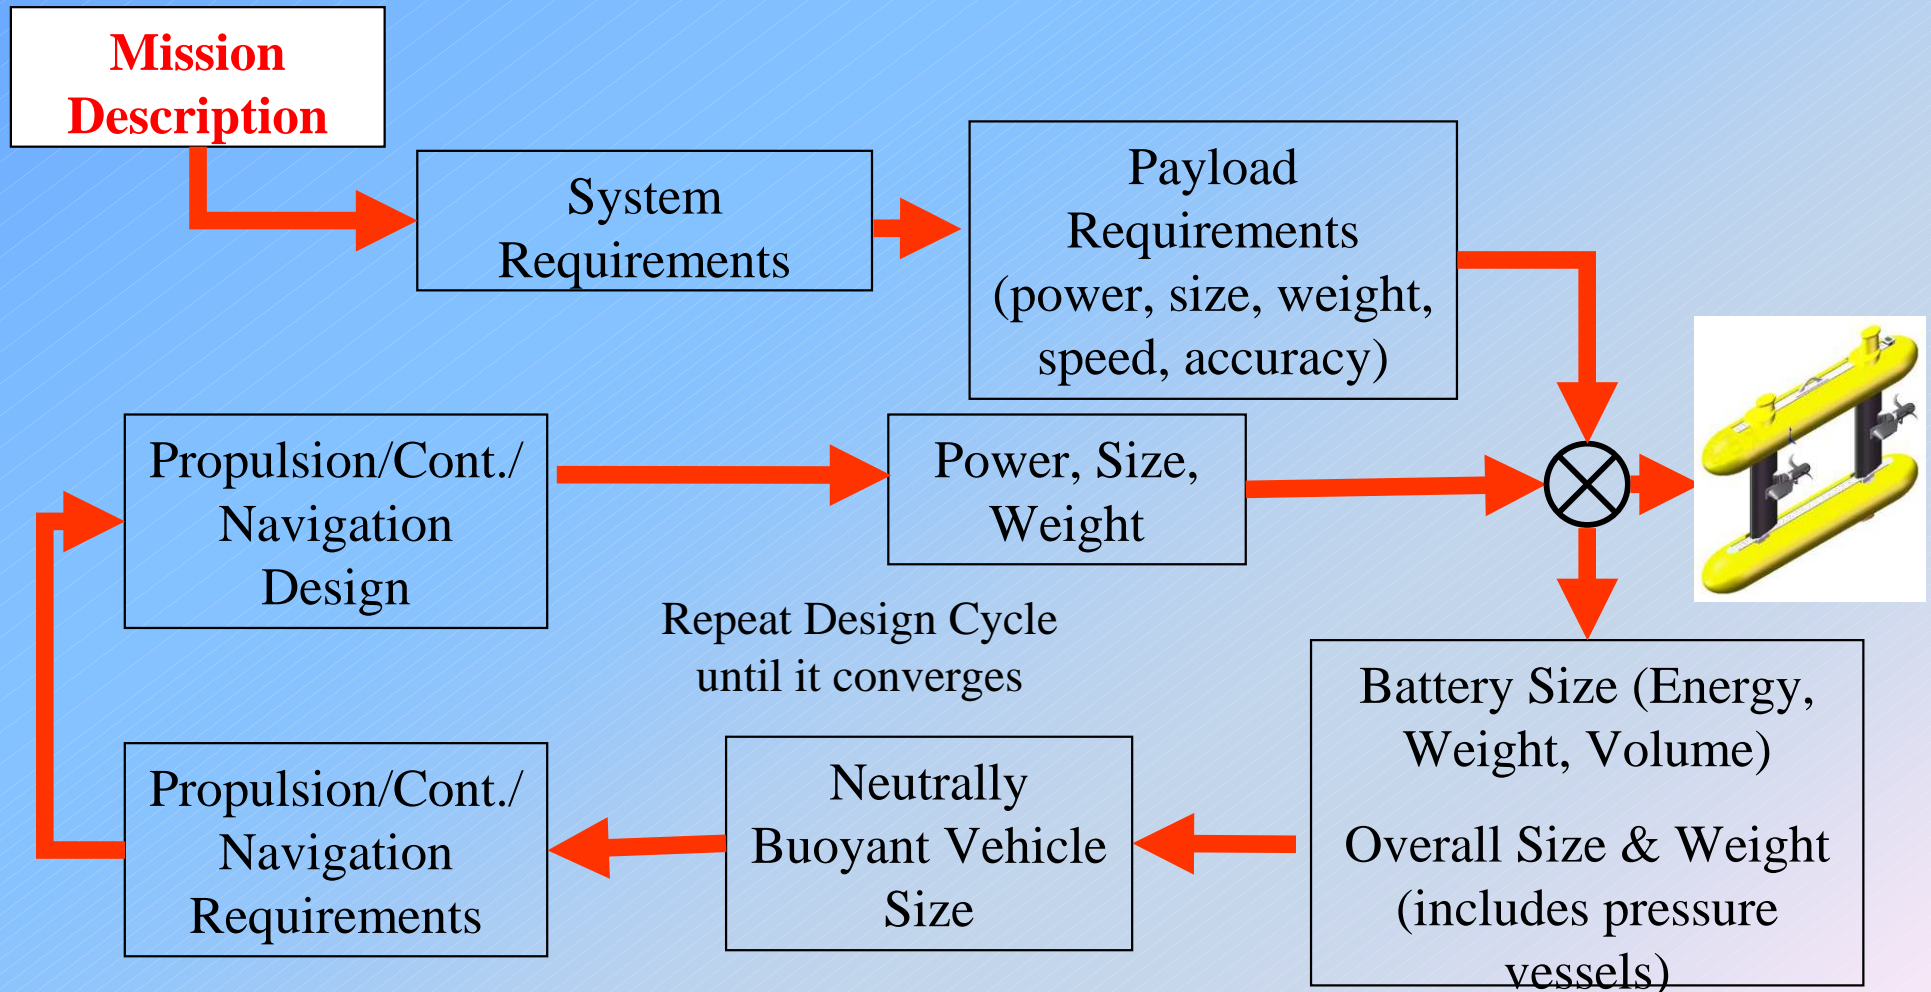 Mission
Description
System
Requirements
Payload
Requirements
(power, size, weight,
speed, accuracy)
Propulsion/Cont./
Navigation
Design
Power, Size,
Weight
Repeat Design Cycle
until it converges
Battery Size (Energy,
Weight, Volume)
Overall Size & Weight
(includes pressure
vessels)
Neutrally
Buoyant Vehicle
Size
Propulsion/Cont./
Navigation
Requirements